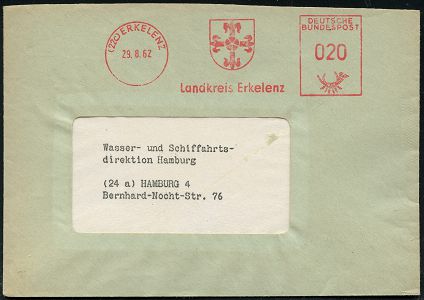 (22c) ERKELENZ
29.8.62
Landkreis Erkelenz
DEUTSCHE
BUNDESPOST
020
Wasser- und Schiffahrts-
direktion Hamburg
(24 a) HAMBURG 4
Bernhard-Nocht-Str. 76